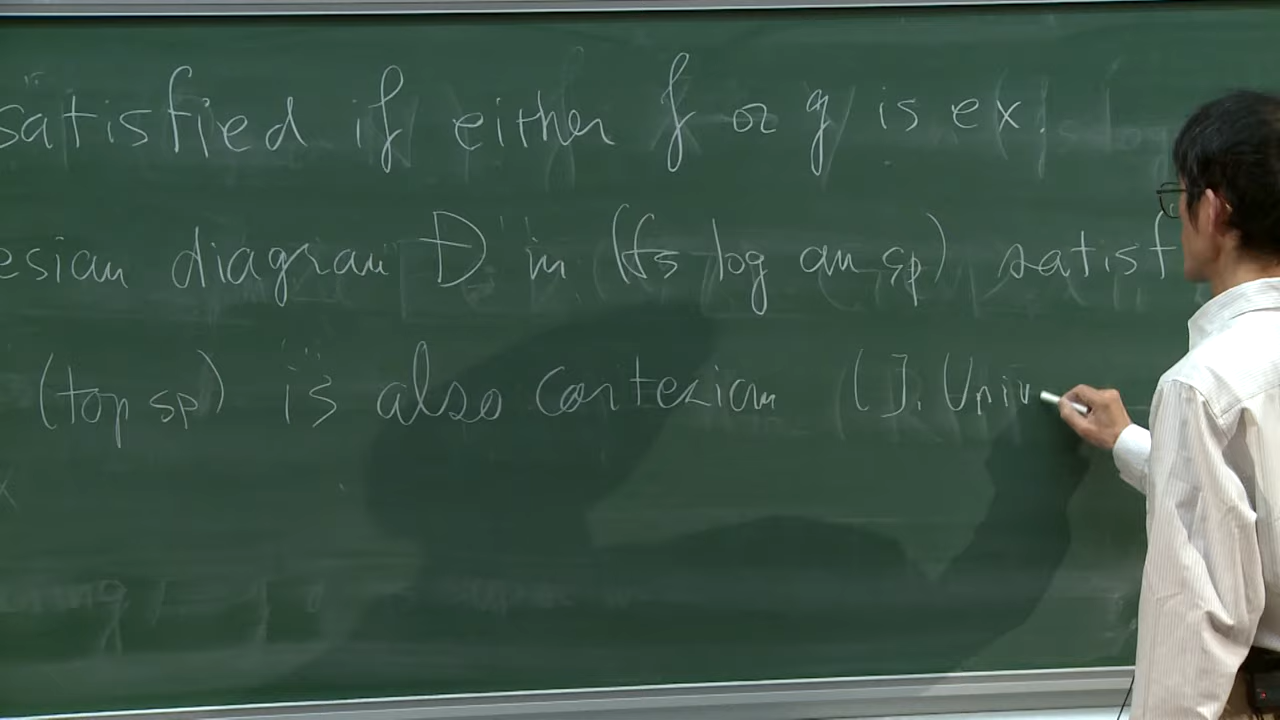 satisfied if either f or g is ex.
esian diagram D in (fs log an sp) satisf
(top sp) is also cartezian (J. Univ